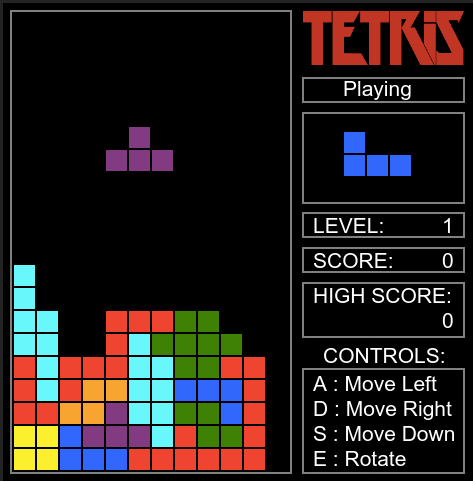 TETRIS
Playing
LEVEL: 1
SCORE: 0
HIGH SCORE:
0
CONTROLS:
A : Move Left
D : Move Right
S : Move Down
E : Rotate